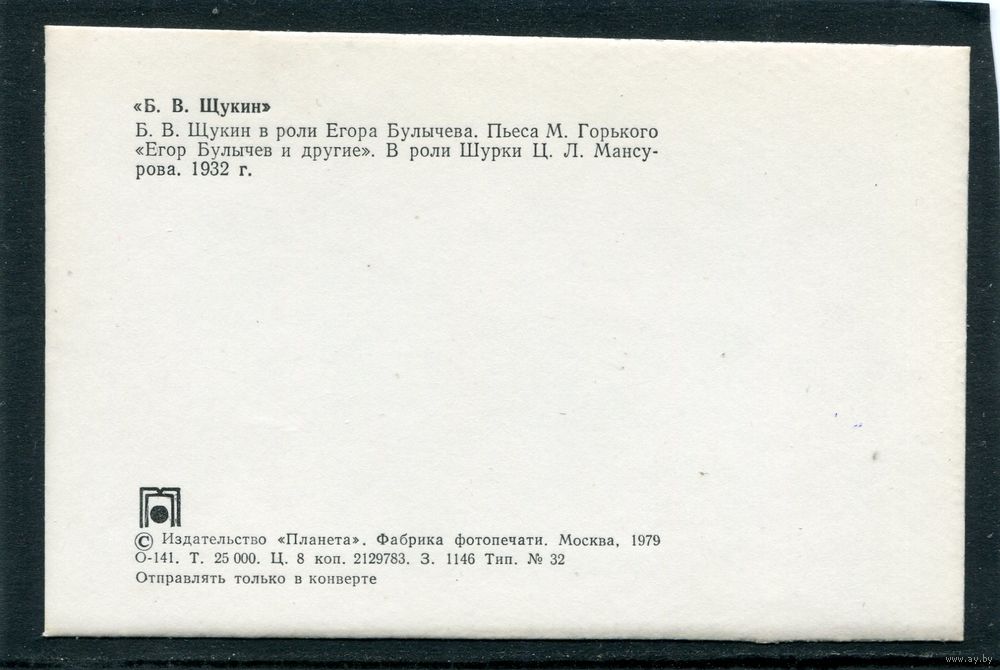 «Б. В. Щукин»
Б. В. Щукин в роли Егора Булычева. Пьеса М. Горького
«Егор Булычев и другие». В роли Шурки Ц. Л. Мансу-
рова. 1932 г.
© Издательство «Планета». Фабрика фотопечати. Москва, 1979
О-141. Т. 25 000. Ц. 8 коп. 2129783. З. 1146 Тип. № 32
Отправлять только в конверте
www.ay.by